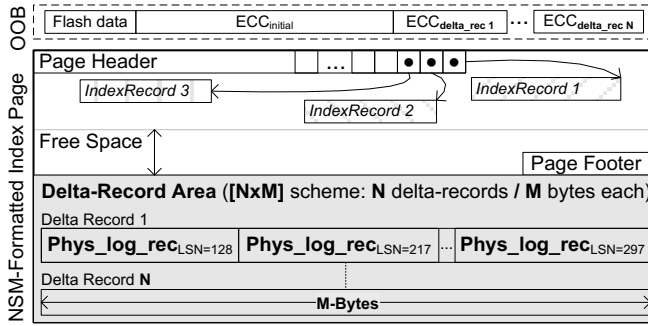 OOB
Flash data ECCinitial ECCdelta_rec 1 ... ECCdelta_rec N
NSM-Formatted Index Page
Page Header ...
IndexRecord 3 IndexRecord 2 IndexRecord 1
Free Space
Page Footer
Delta-Record Area ([NxM] scheme: N delta-records / M bytes each)
Delta Record 1
Phys_log_recLSN=128 Phys_log_recLSN=217 ... Phys_log_recLSN=297
Delta Record N
M-Bytes